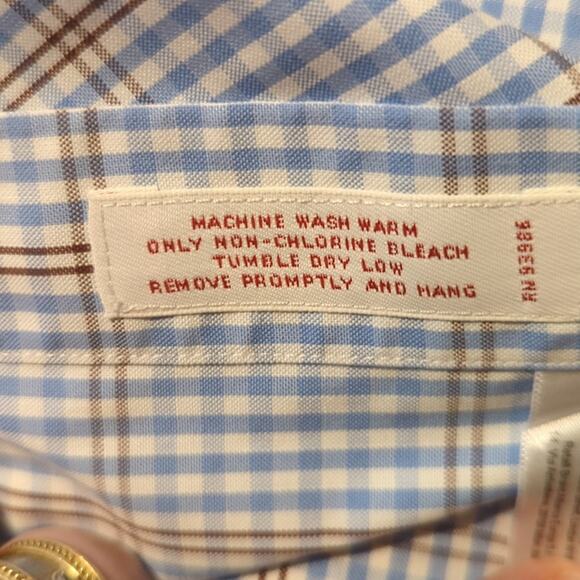 MACHINE WASH WARM
ONLY NON-CHLORINE BLEACH
TUMBLE DRY LOW
REMOVE PROMPTLY AND HANG
RN 93986